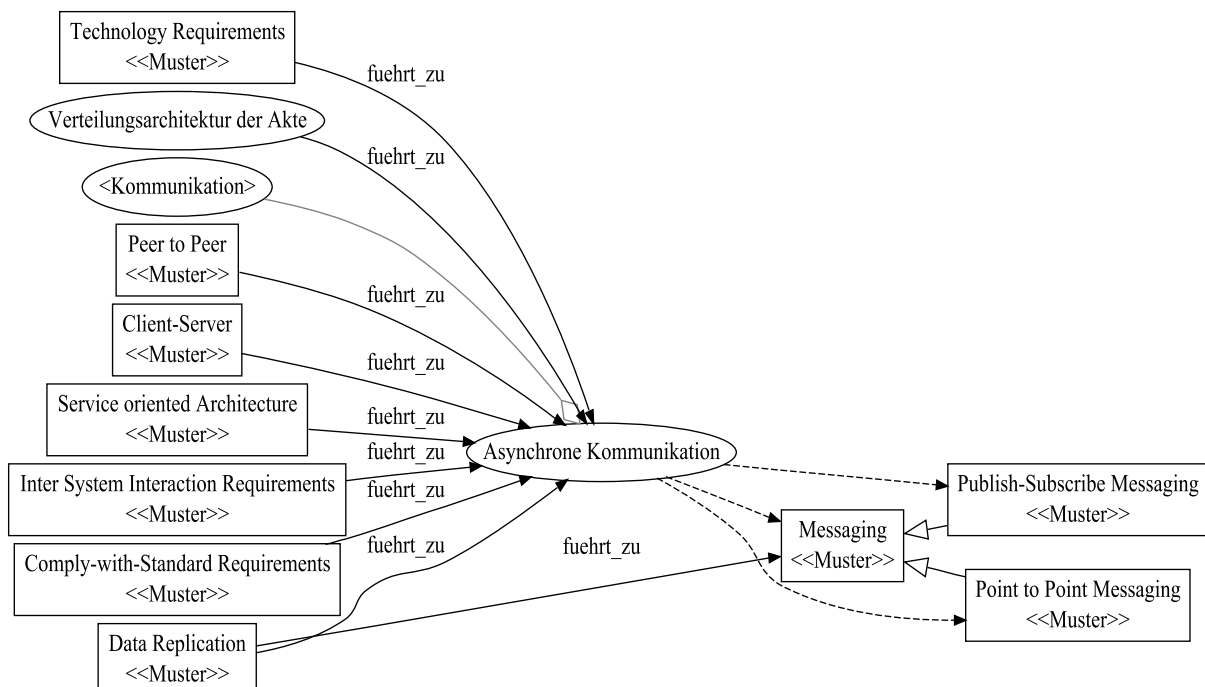 Technology Requirements
<<Muster>>
fuehrt_zu
Verteilungsarchitektur der Akte
fuehrt_zu
<Kommunikation>
Peer to Peer
<<Muster>>
fuehrt_zu
Client-Server
<<Muster>>
fuehrt_zu
Service oriented Architecture
<<Muster>>
fuehrt_zu
Asynchrone Kommunikation
fuehrt_zu
Inter System Interaction Requirements
<<Muster>>
fuehrt_zu
Comply-with-Standard Requirements
<<Muster>>
fuehrt_zu
Data Replication
<<Muster>>
fuehrt_zu
Publish-Subscribe Messaging
<<Muster>>
Messaging
<<Muster>>
Point to Point Messaging
<<Muster>>